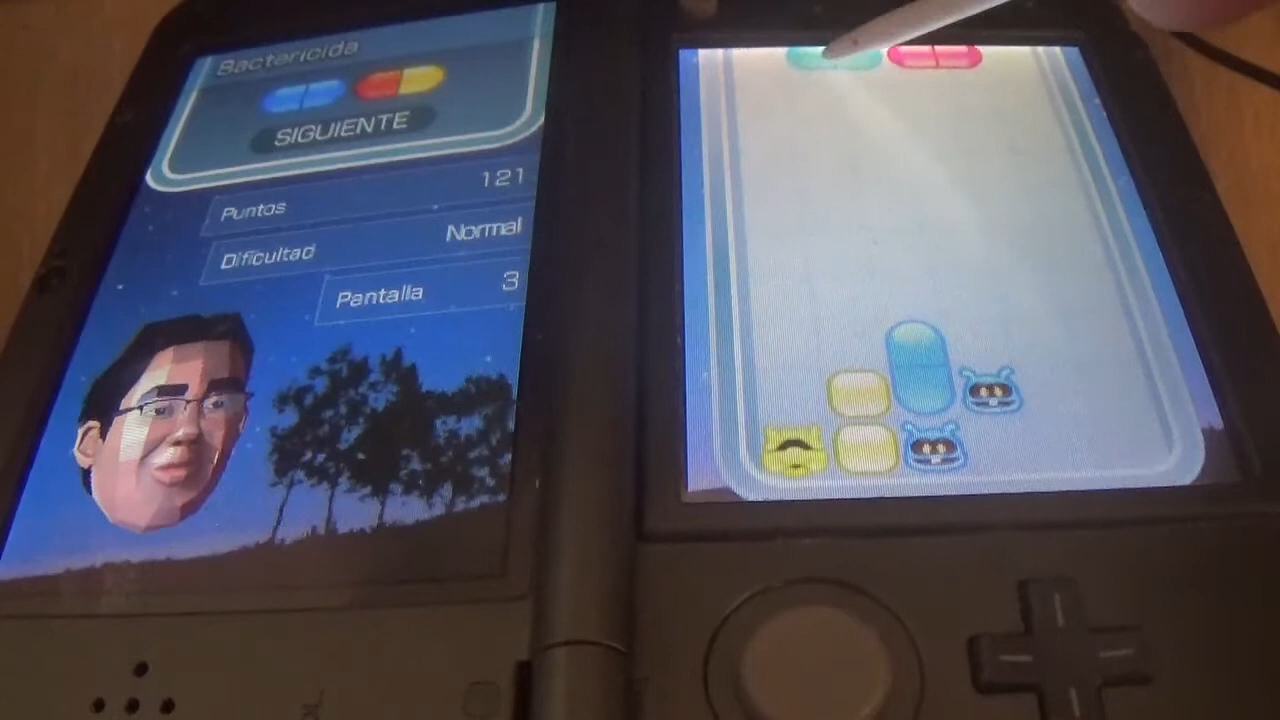 Bactericida
SIGUIENTE
Puntos 121
Dificultad Normal
Pantalla 3